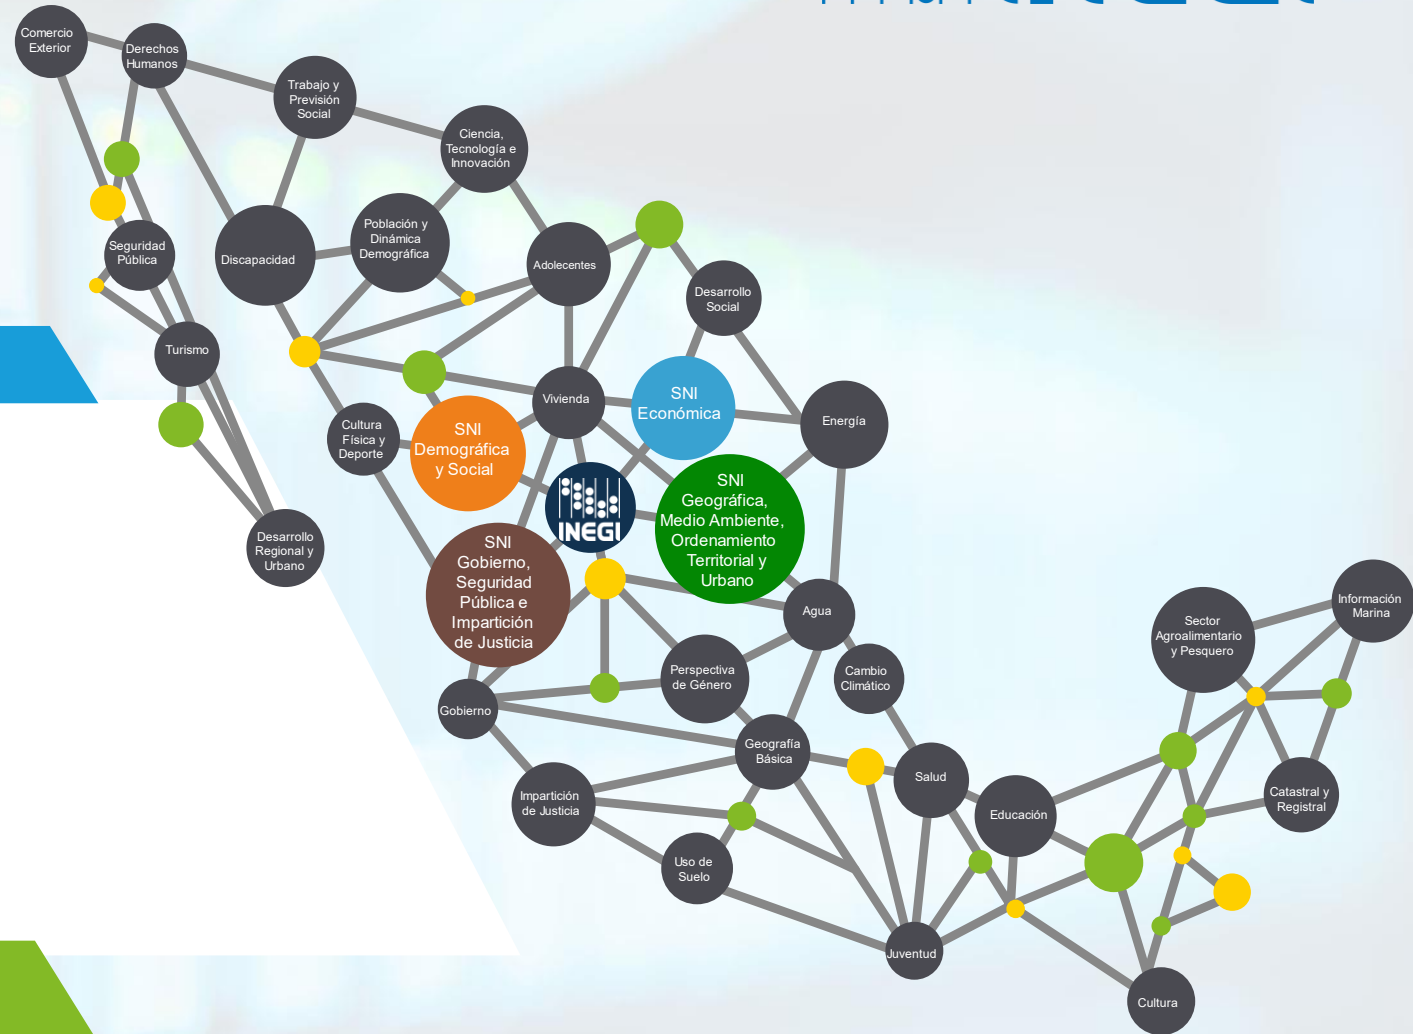 Comercio
Exterior
Derechos
Humanos
Trabajo y
Previsión
Social
Ciencia,
Tecnología e
Innovación
Seguridad
Pública
Discapacidad
Población y
Dinámica
Demográfica
Adolecentes
Desarrollo
Social
Turismo
Vivienda
SNI
Económica
Energía
Cultura
Física y
Deporte
SNI
Demográfica
y Social
INEGI
SNI
Geográfica,
Medio Ambiente,
Ordenamiento
Territorial y
Urbano
Desarrollo
Regional y
Urbano
SNI
Gobierno,
Seguridad
Pública e
Impartición
de Justicia
Agua
Sector
Agroalimentario
y Pesquero
Información
Marina
Perspectiva
de Género
Cambio
Climático
Gobierno
Geografía
Básica
Salud
Impartición
de Justicia
Educación
Catastral y
Registral
Uso de
Suelo
Juventud
Cultura